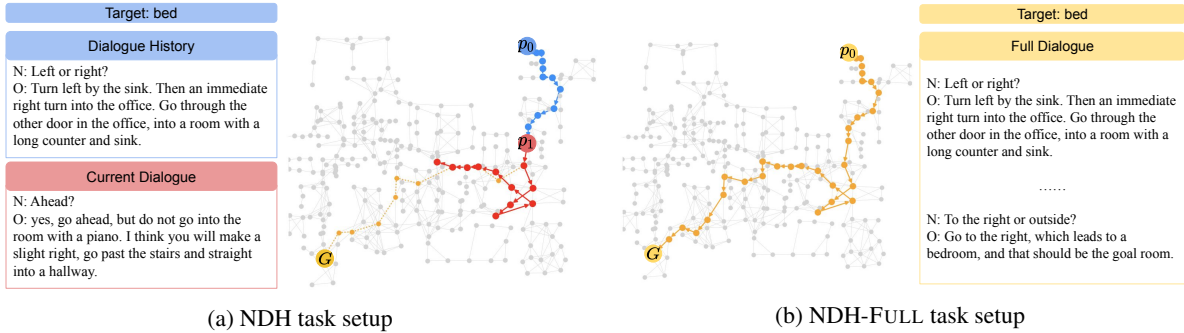 Target: bed
Dialogue History
N: Left or right?
O: Turn left by the sink. Then an immediate
right turn into the office. Go through the
other door in the office, into a room with a
long counter and sink.
Current Dialogue
N: Ahead?
O: yes, go ahead, but do not go into the
room with a piano. I think you will make a
slight right, go past the stairs and straight
into a hallway.
p0
p1
G
(a) NDH task setup
p0
G
Target: bed
Full Dialogue
N: Left or right?
O: Turn left by the sink. Then an immediate
right turn into the office. Go through the
other door in the office, into a room with a
long counter and sink.
......
N: To the right or outside?
O: Go to the right, which leads to a
bedroom, and that should be the goal room.
(b) NDH-FULL task setup